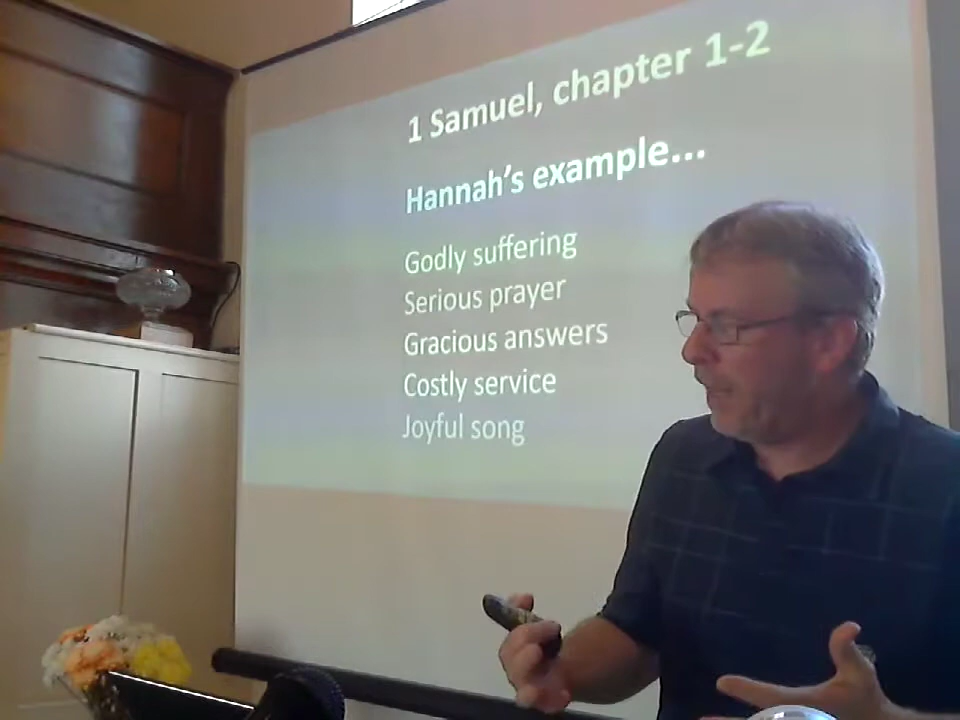 1 Samuel, chapter 1-2
Hannah's example...
Godly suffering
Serious prayer
Gracious answers
Costly service
Joyful song